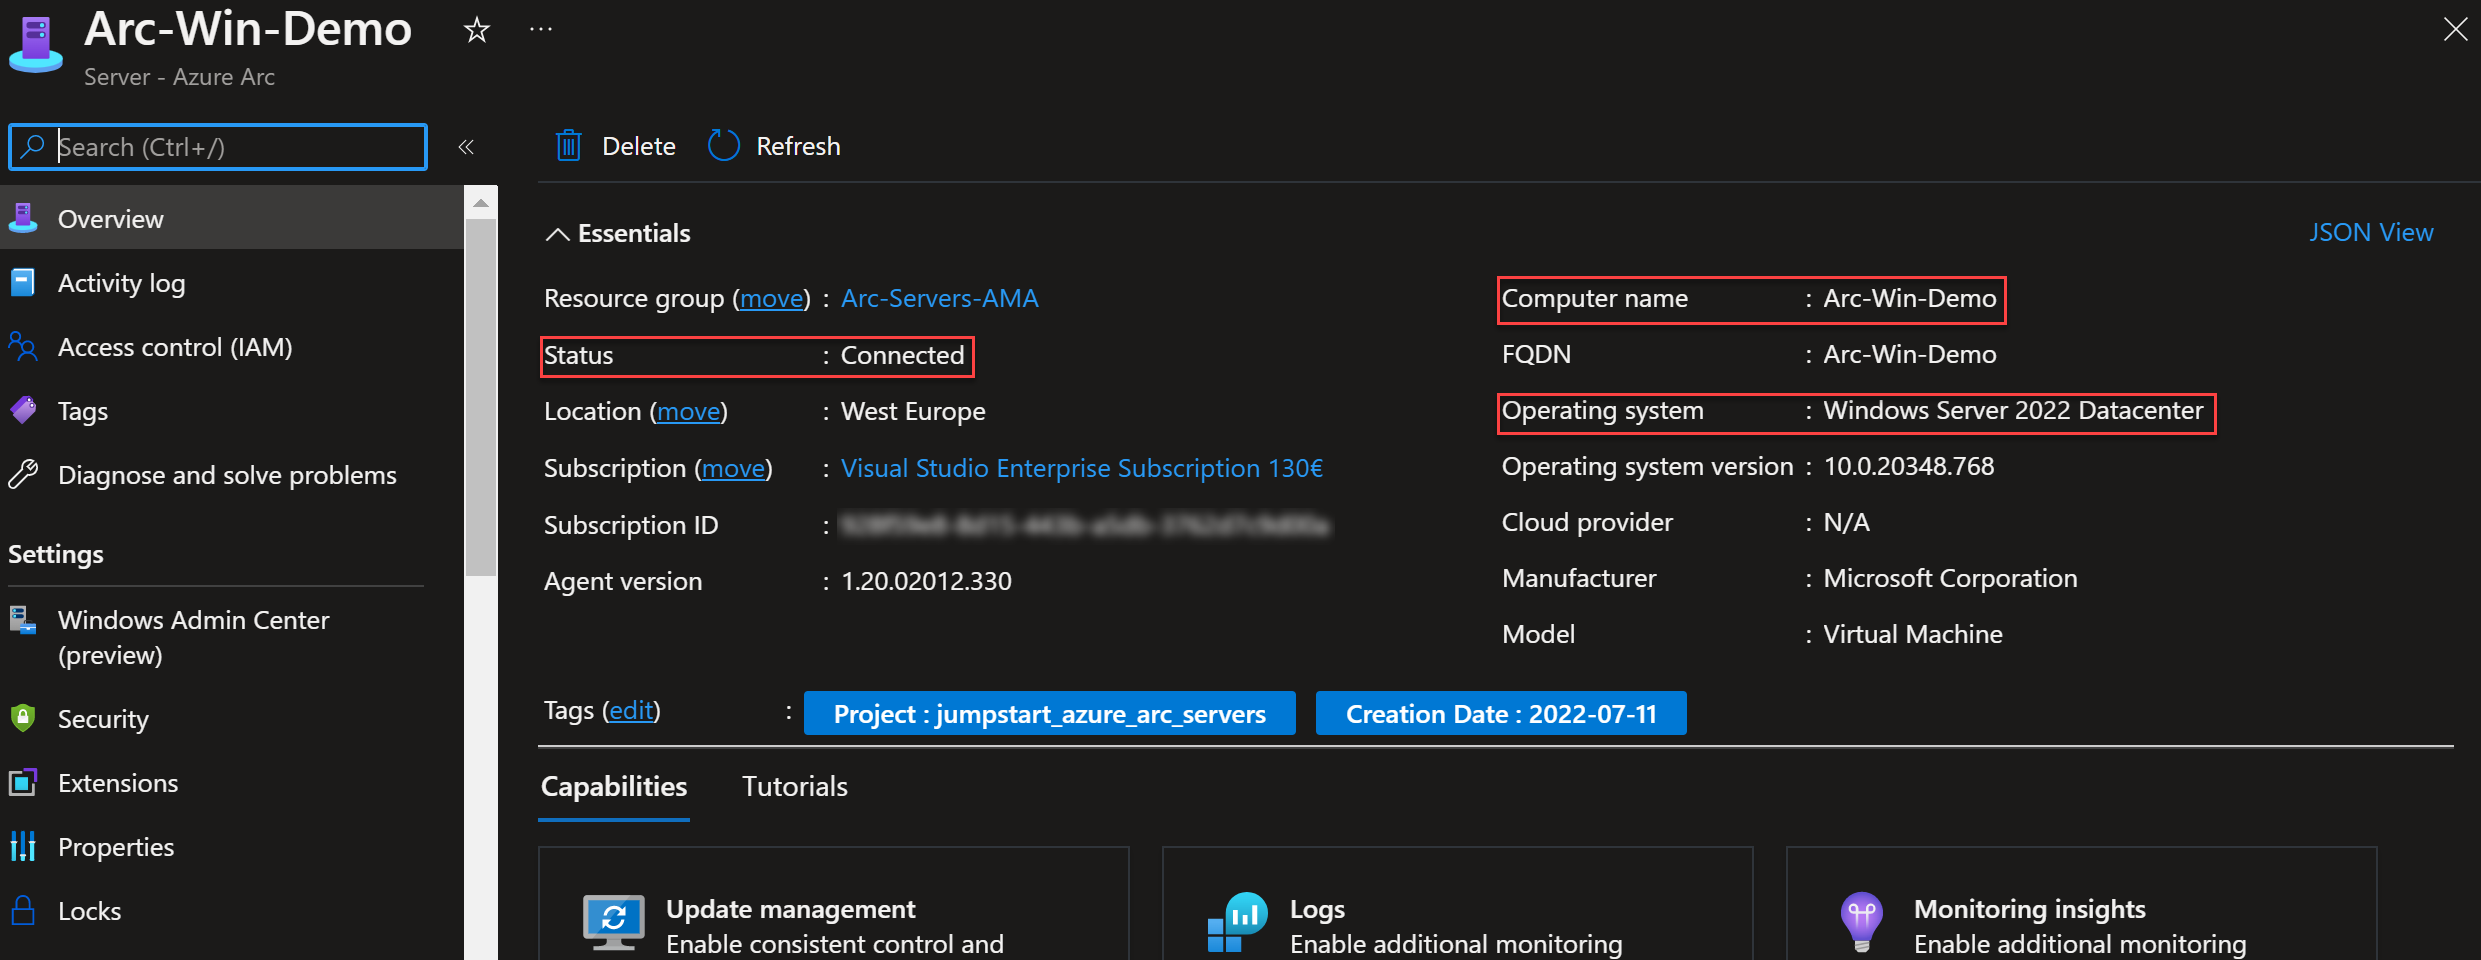 Arc-Win-Demo
Server - Azure Arc
Search (Ctrl+/)
«
Delete
Refresh
Overview
Activity log
Access control (IAM)
Tags
Diagnose and solve problems
Settings
Windows Admin Center
(preview)
Security
Extensions
Properties
Locks
Essentials
JSON View
Resource group (move) : Arc-Servers-AMA
Status : Connected
Location (move) : West Europe
Subscription (move) : Visual Studio Enterprise Subscription 130€
Subscription ID :
Agent version : 1.20.02012.330
Computer name : Arc-Win-Demo
FQDN : Arc-Win-Demo
Operating system : Windows Server 2022 Datacenter
Operating system version : 10.0.20348.768
Cloud provider : N/A
Manufacturer : Microsoft Corporation
Model : Virtual Machine
Tags (edit) : Project : jumpstart_azure_arc_servers Creation Date : 2022-07-11
Capabilities Tutorials
Update management
Enable consistent control and
Logs
Enable additional monitoring
Monitoring insights
Enable additional monitoring